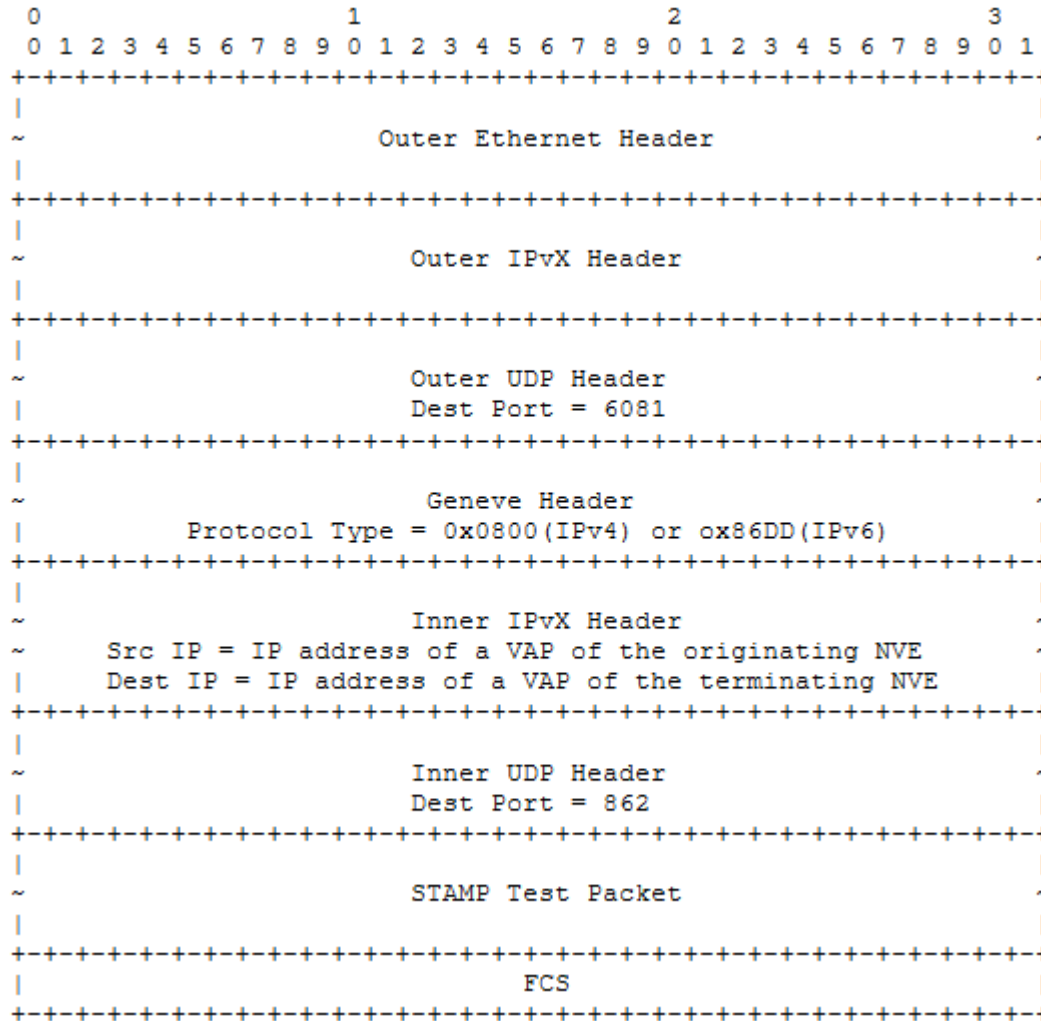 0                   1                   2                   3
0 1 2 3 4 5 6 7 8 9 0 1 2 3 4 5 6 7 8 9 0 1 2 3 4 5 6 7 8 9 0 1
+-+-+-+-+-+-+-+-+-+-+-+-+-+-+-+-+-+-+-+-+-+-+-+-+-+-+-+-+-+-+-+-+
|                                                               |
~                      Outer Ethernet Header                    ~
|                                                               |
+-+-+-+-+-+-+-+-+-+-+-+-+-+-+-+-+-+-+-+-+-+-+-+-+-+-+-+-+-+-+-+-+
|                                                               |
~                        Outer IPvX Header                      ~
|                                                               |
+-+-+-+-+-+-+-+-+-+-+-+-+-+-+-+-+-+-+-+-+-+-+-+-+-+-+-+-+-+-+-+-+
|                                                               |
~                        Outer UDP Header                       ~
|                        Dest Port = 6081                       |
+-+-+-+-+-+-+-+-+-+-+-+-+-+-+-+-+-+-+-+-+-+-+-+-+-+-+-+-+-+-+-+-+
|                                                               |
~                         Geneve Header                         ~
|          Protocol Type = 0x0800(IPv4) or ox86DD(IPv6)         |
+-+-+-+-+-+-+-+-+-+-+-+-+-+-+-+-+-+-+-+-+-+-+-+-+-+-+-+-+-+-+-+-+
|                                                               |
~                        Inner IPvX Header                      ~
~     Src IP = IP address of a VAP of the originating NVE       ~
|     Dest IP = IP address of a VAP of the terminating NVE      |
+-+-+-+-+-+-+-+-+-+-+-+-+-+-+-+-+-+-+-+-+-+-+-+-+-+-+-+-+-+-+-+-+
|                                                               |
~                        Inner UDP Header                       ~
|                        Dest Port = 862                        |
+-+-+-+-+-+-+-+-+-+-+-+-+-+-+-+-+-+-+-+-+-+-+-+-+-+-+-+-+-+-+-+-+
|                                                               |
~                        STAMP Test Packet                      ~
|                                                               |
+-+-+-+-+-+-+-+-+-+-+-+-+-+-+-+-+-+-+-+-+-+-+-+-+-+-+-+-+-+-+-+-+
|                               FCS                             |
+-+-+-+-+-+-+-+-+-+-+-+-+-+-+-+-+-+-+-+-+-+-+-+-+-+-+-+-+-+-+-+-+